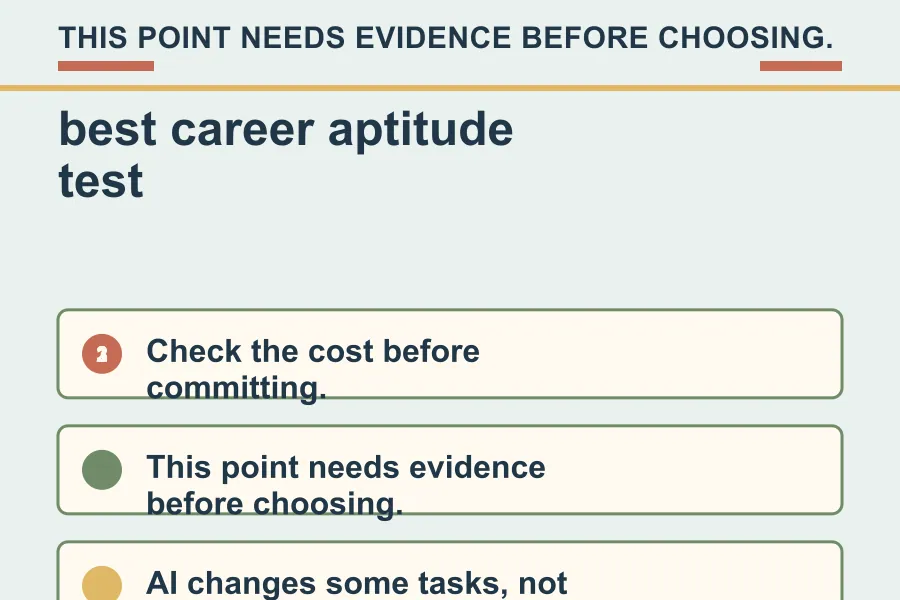 THIS POINT NEEDS EVIDENCE BEFORE CHOOSING.
best career aptitude
test
Check the cost before
committing.
This point needs evidence
before choosing.
AI changes some tasks, not